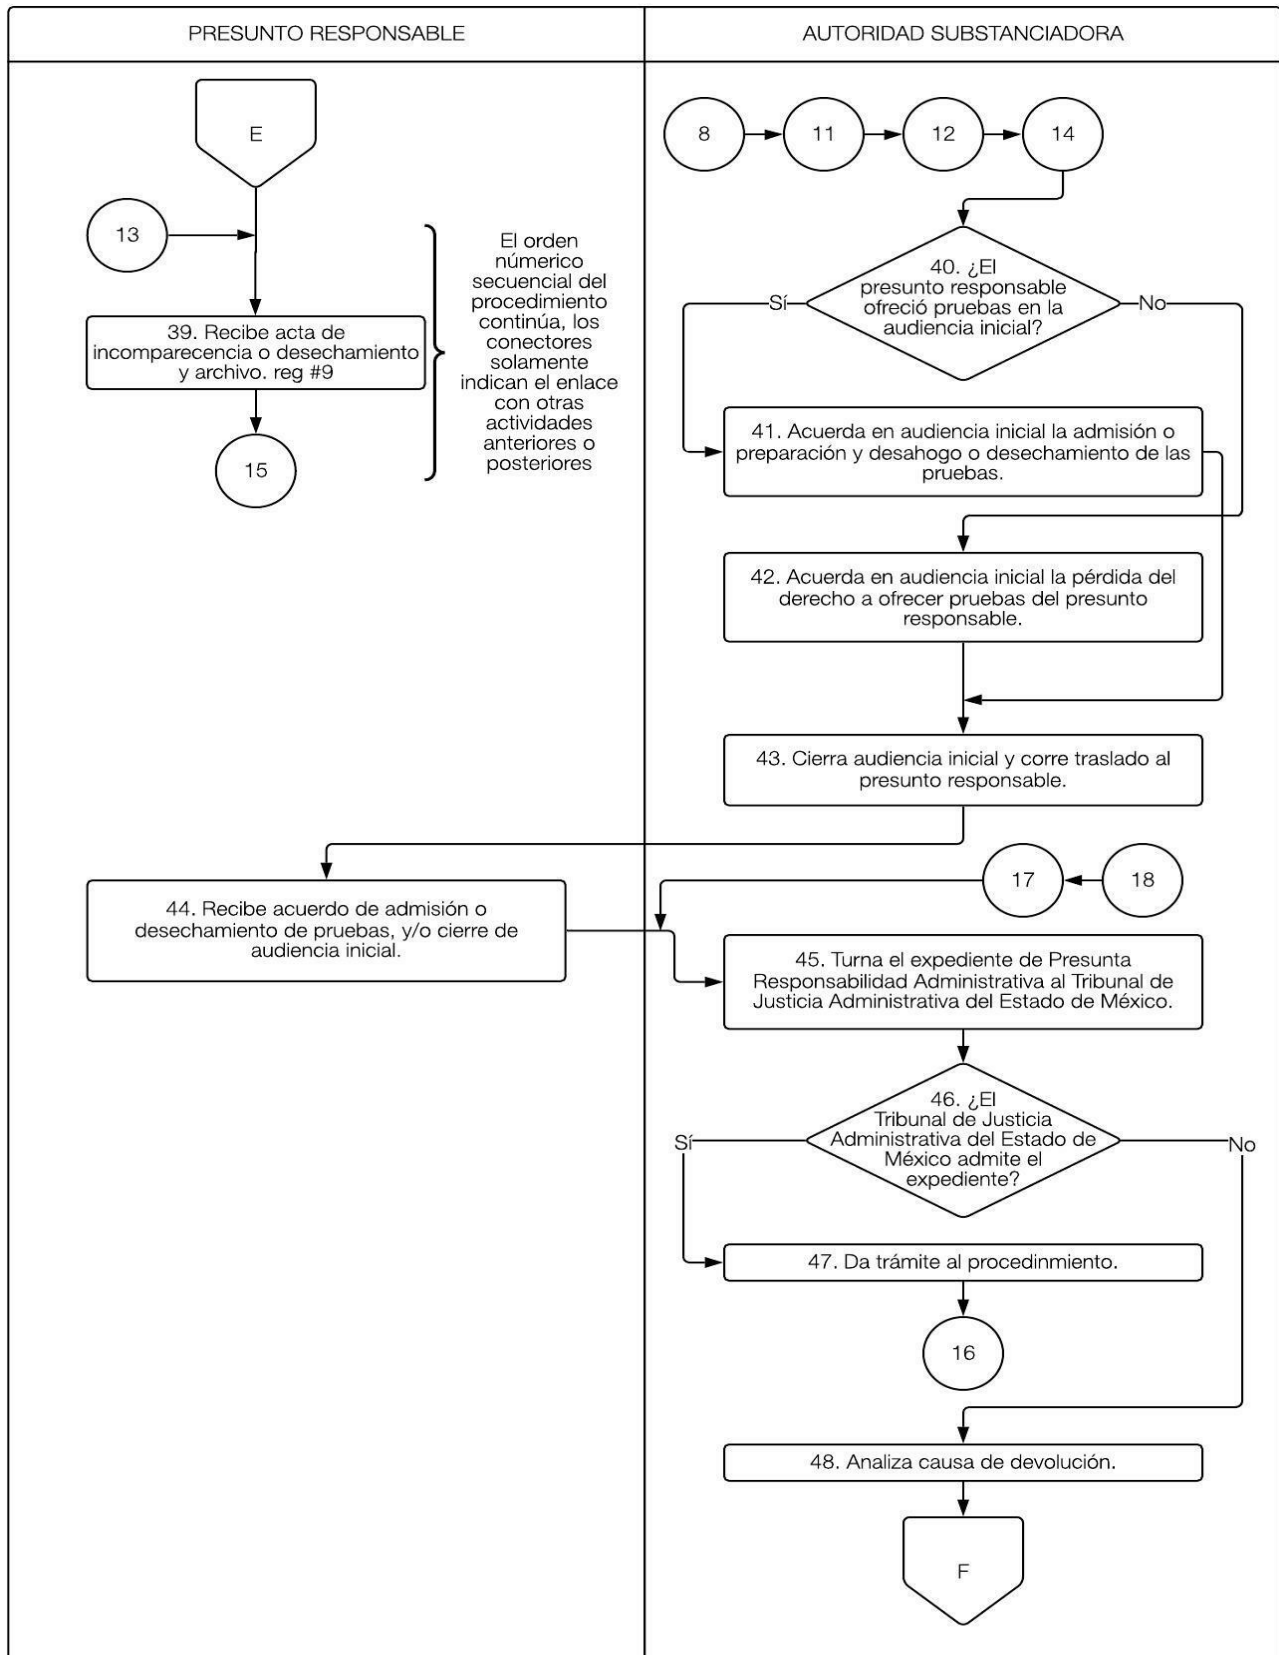 PRESUNTO RESPONSABLE
AUTORIDAD SUBSTANCIADORA
E
13
39. Recibe acta de
incomparecencia o desechamiento
y archivo. reg #9
15
El orden
númerico
secuencial del
procedimiento
continúa, los
conectores
solamente
indican el enlace
con otras
actividades
anteriores o
posteriores
8
11
12
14
40. ¿El
presunto responsable
ofreció pruebas en la
audiencia inicial?
Sí
No
41. Acuerda en audiencia inicial la admisión o
preparación y desahogo o desechamiento de las
pruebas.
42. Acuerda en audiencia inicial la pérdida del
derecho a ofrecer pruebas del presunto
responsable.
43. Cierra audiencia inicial y corre traslado al
presunto responsable.
44. Recibe acuerdo de admisión o
desechamiento de pruebas, y/o cierre de
audiencia inicial.
17
18
45. Turna el expediente de Presunta
Responsabilidad Administrativa al Tribunal de
Justicia Administrativa del Estado de México.
46. ¿El
Tribunal de Justicia
Administrativa del Estado de
México admite el
expediente?
Sí
No
47. Da trámite al procedinmiento.
16
48. Analiza causa de devolución.
F